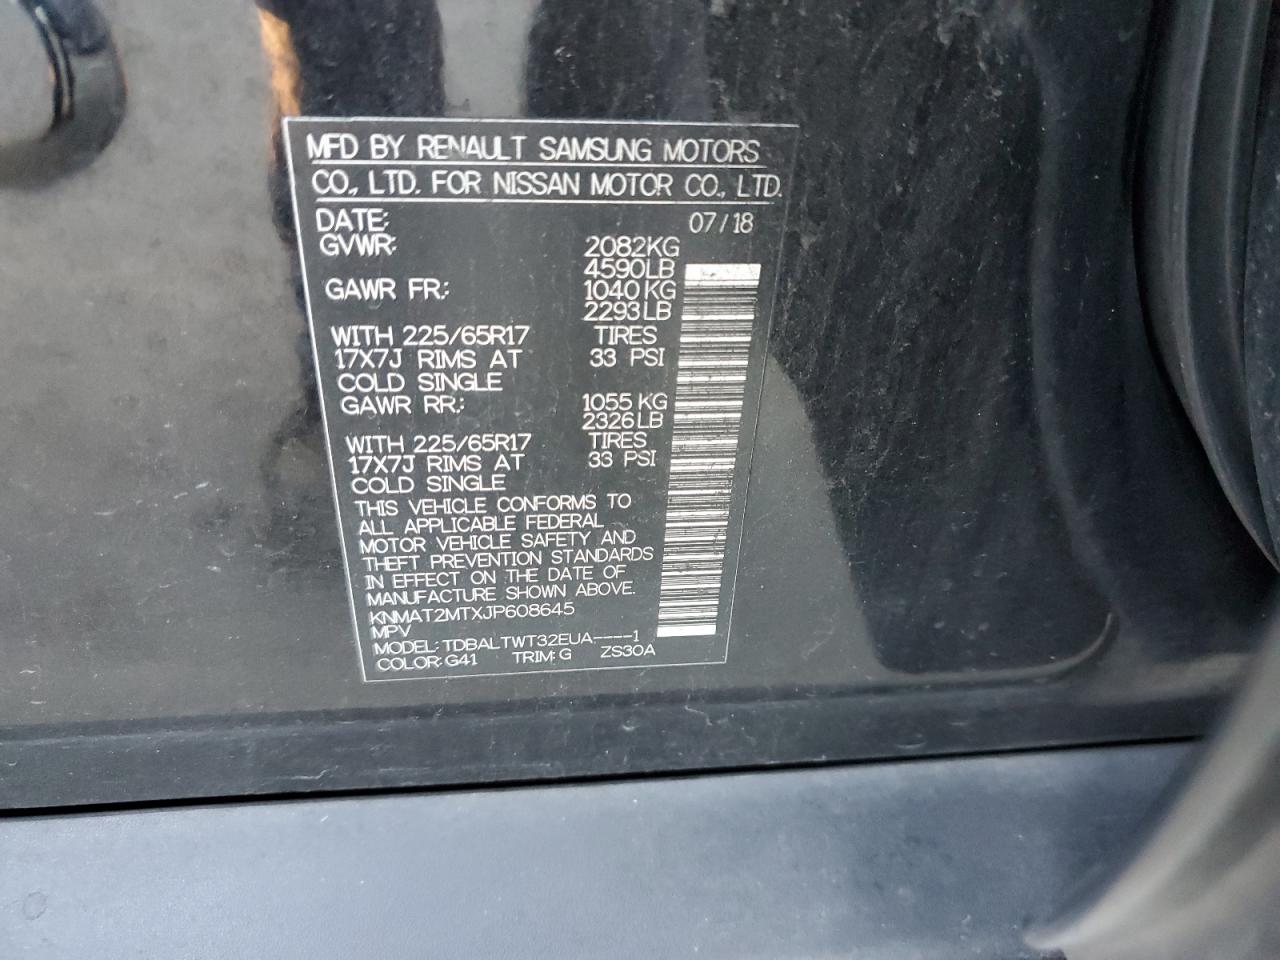 MFD BY RENAULT SAMSUNG MOTORS
CO., LTD. FOR NISSAN MOTOR CO., LTD.
DATE: 07/18
GVWR: 2082KG
4590LB
GAWR FR.: 1040KG
2293LB
WITH 225/65R17 TIRES
17X7J RIMS AT 33 PSI
COLD SINGLE
GAWR RR.: 1055KG
2326LB
WITH 225/65R17 TIRES
17X7J RIMS AT 33 PSI
COLD SINGLE
THIS VEHICLE CONFORMS TO
ALL APPLICABLE FEDERAL
MOTOR VEHICLE SAFETY AND
THEFT PREVENTION STANDARDS
IN EFFECT ON THE DATE OF
MANUFACTURE SHOWN ABOVE.
KNMAT2MTXJP608645
MPV
MODEL: TDBALTWT32EUA----1
COLOR: G41 TRIM: G ZS30A